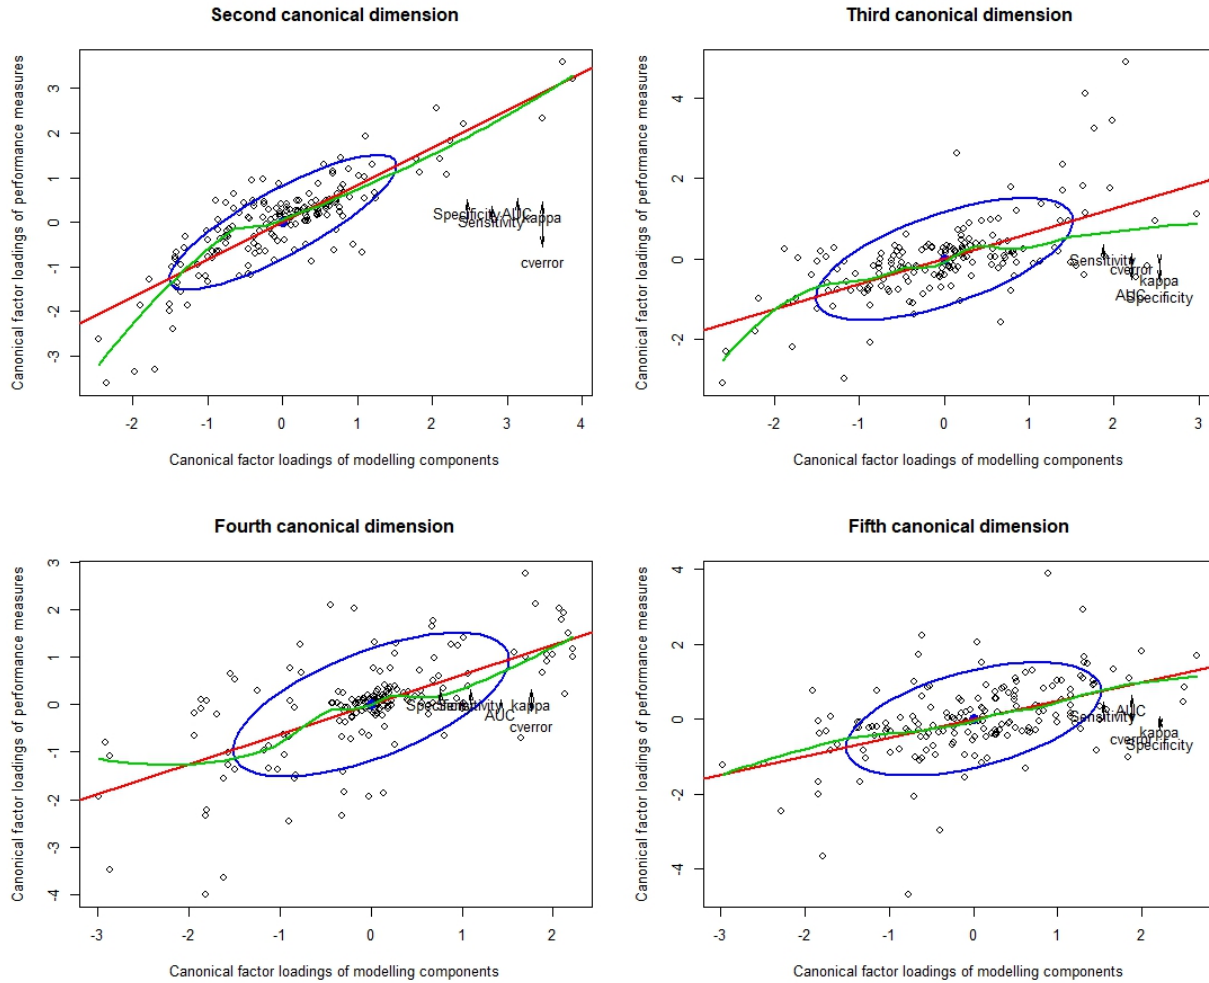 Second canonical dimension
Canonical factor loadings of performance measures
3
2
1
0
-1
-2
-3
Specificity AUC kappa
Sensitivity
cverror
-2 -1 0 1 2 3 4
Canonical factor loadings of modelling components
Third canonical dimension
Canonical factor loadings of performance measures
4
2
0
-2
Sensitivity
cverror
kappa
AUC
Specificity
-2 -1 0 1 2 3
Canonical factor loadings of modelling components
Fourth canonical dimension
Canonical factor loadings of performance measures
3
2
1
0
-1
-2
-3
-4
Specificity Sensitivity kappa
AUC
cverror
-3 -2 -1 0 1 2
Canonical factor loadings of modelling components
Fifth canonical dimension
Canonical factor loadings of performance measures
4
2
0
-2
-4
AUC
Sensitivity
kappa
cverror
Specificity
-3 -2 -1 0 1 2
Canonical factor loadings of modelling components